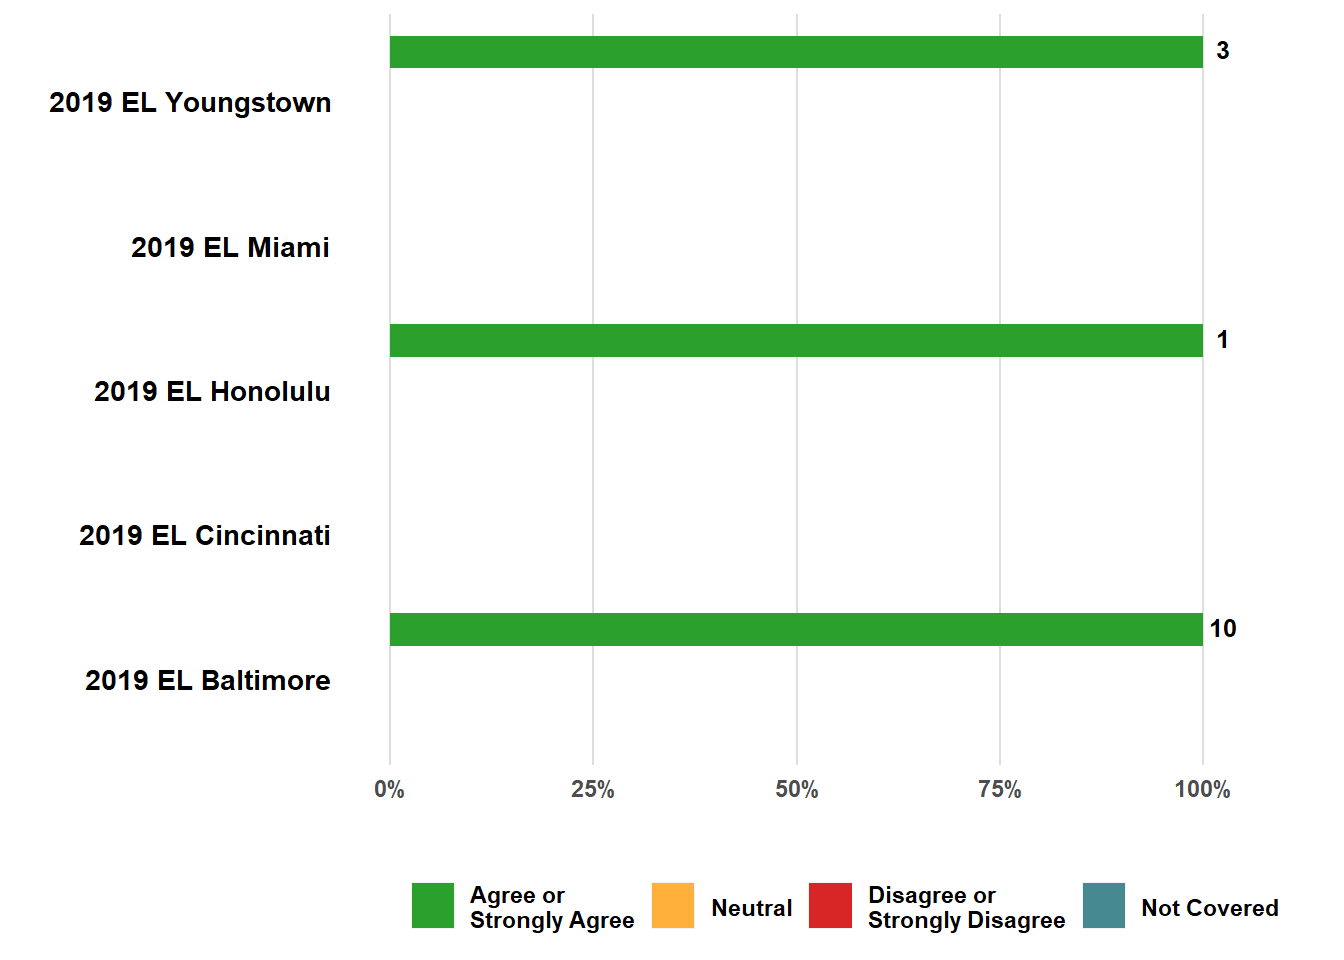 3
2019 EL Youngstown
2019 EL Miami
1
2019 EL Honolulu
2019 EL Cincinnati
10
2019 EL Baltimore
0% 25% 50% 75% 100%
Agree or
Strongly Agree
Neutral
Disagree or
Strongly Disagree
Not Covered